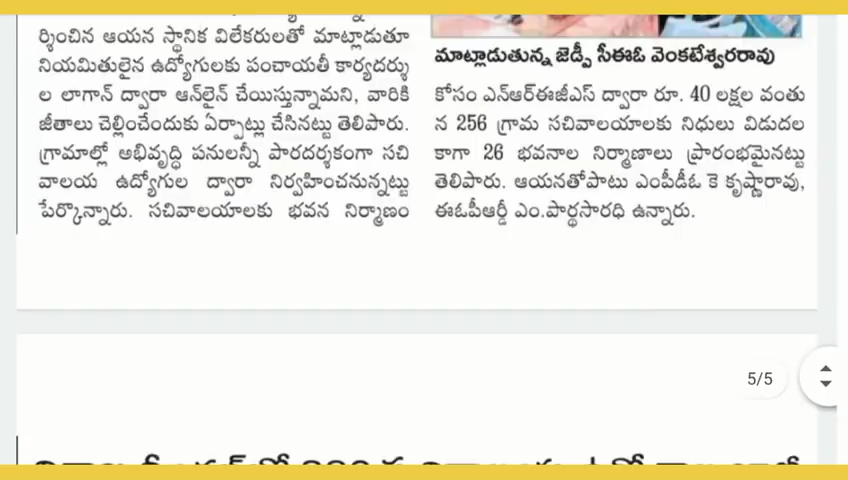 ర్శించిన ఆయన స్థానిక విలేకరులతో మాట్లాడుతూ
నియమితులైన ఉద్యోగులకు పంచాయతీ కార్యదర్శు
ల లాగాన్ ద్వారా ఆన్‌లైన్ చేయిస్తున్నామని, వారికి
జీతాలు చెల్లించేందుకు ఏర్పాట్లు చేసినట్టు తెలిపారు.
గ్రామాల్లో అభివృద్ధి పనులన్నీ పారదర్శకంగా సచి
వాలయ ఉద్యోగుల ద్వారా నిర్వహించనున్నట్టు
పేర్కొన్నారు. సచివాలయాలకు భవన నిర్మాణం
మాట్లాడుతున్న జెడ్పీ సీఈఓ వెంకటేశ్వరరావు
కోసం ఎన్ఆర్ఈజీఎస్ ద్వారా రూ. 40 లక్షల వంతు
న 256 గ్రామ సచివాలయాలకు నిధులు విడుదల
కాగా 26 భవనాల నిర్మాణాలు ప్రారంభమైనట్టు
తెలిపారు. ఆయనతోపాటు ఎంపీడీఓ కె కృష్ణారావు,
ఈఓపీఆర్డీ ఎం.పార్థసారధి ఉన్నారు.
5/5